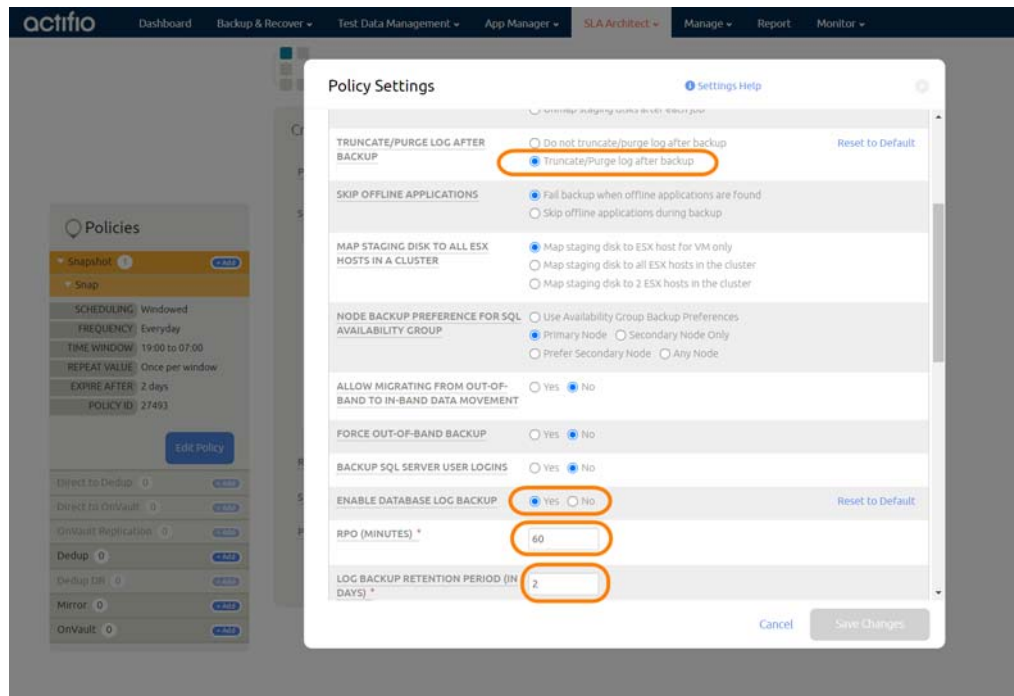 actifio Dashboard Backup & Recover Test Data Management App Manager SLA Architect Manage Report Monitor
Policy Settings
Settings Help
Unmap staging disks after each job
TRUNCATE/PURGE LOG AFTER BACKUP
Do not truncate/purge log after backup
Truncate/Purge log after backup
Reset to Default
SKIP OFFLINE APPLICATIONS
Fail backup when offline applications are found
Skip offline applications during backup
MAP STAGING DISK TO ALL ESX HOSTS IN A CLUSTER
Map staging disk to ESX host for VM only
Map staging disk to all ESX hosts in the cluster
Map staging disk to 2 ESX hosts in the cluster
NODE BACKUP PREFERENCE FOR SQL AVAILABILITY GROUP
Use Availability Group Backup Preferences
Primary Node Secondary Node Only
Prefer Secondary Node Any Node
ALLOW MIGRATING FROM OUT-OF-BAND TO IN-BAND DATA MOVEMENT
Yes No
FORCE OUT-OF-BAND BACKUP
Yes No
BACKUP SQL SERVER USER LOGINS
Yes No
ENABLE DATABASE LOG BACKUP
Yes No
Reset to Default
RPO (MINUTES) *
60
LOG BACKUP RETENTION PERIOD (IN DAYS) *
2
Cancel
Save Changes
Policies
Snapshot 1 + Add
Snap
SCHEDULING Windowed
FREQUENCY Everyday
TIME WINDOW 19:00 to 07:00
REPEAT VALUE Once per window
EXPIRE AFTER 2 days
POLICY ID 27493
Edit Policy
Direct to Dedup 0 + Add
Direct to OnVault 0 + Add
OnVault Replication 0 + Add
Dedup 0 + Add
Dedup DR 0 + Add
Mirror 0 + Add
OnVault 0 + Add